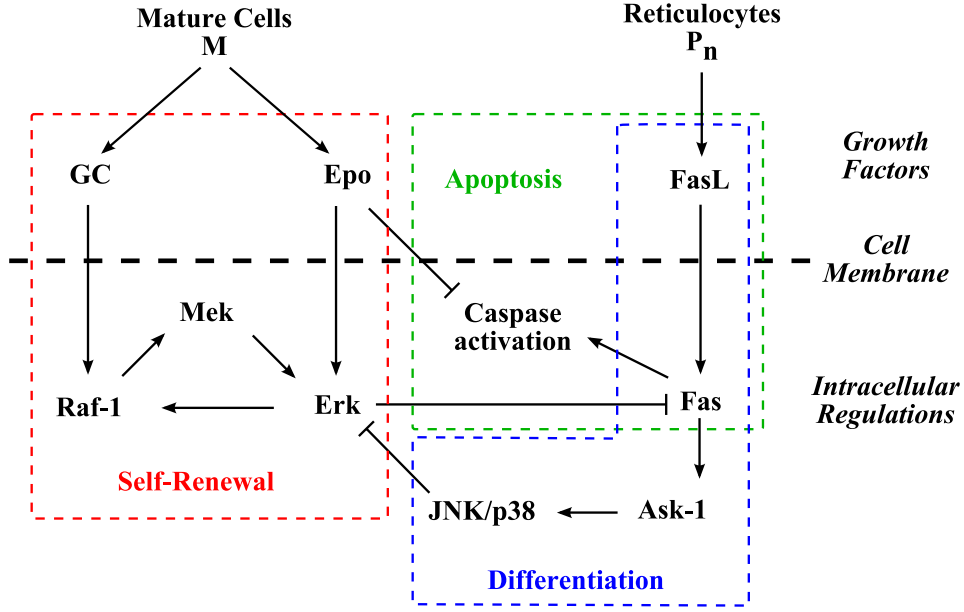 Mature Cells
M
Reticulocytes
Pn
GC
Epo
Apoptosis
FasL
Growth
Factors
Cell
Membrane
Mek
Caspase
activation
Raf-1
Erk
Fas
Intracellular
Regulations
Self-Renewal
JNK/p38
Ask-1
Differentiation